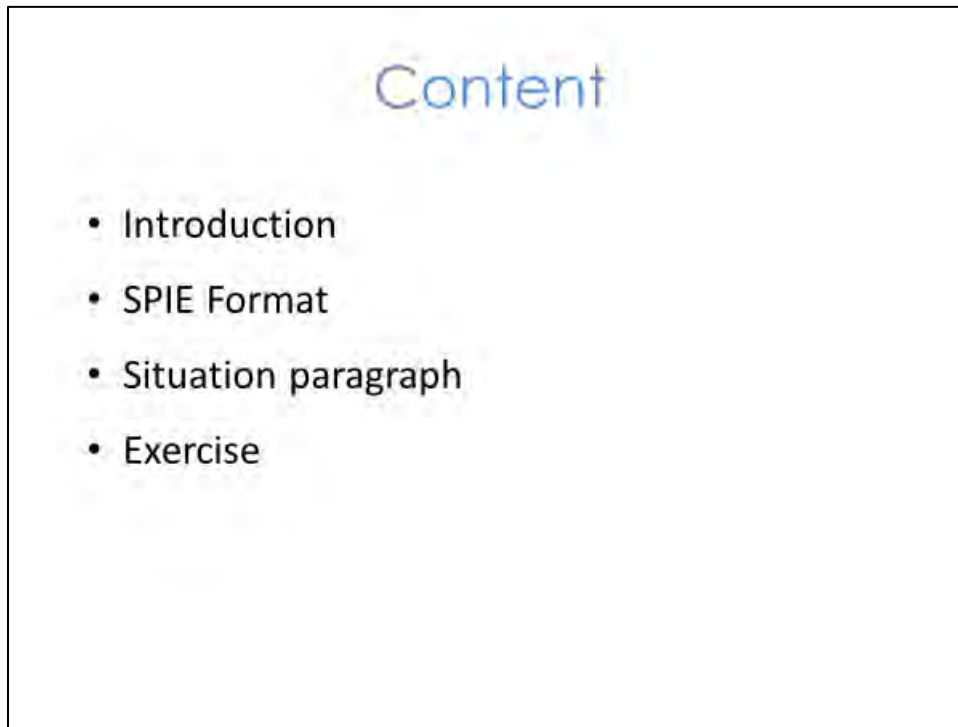 Content
• Introduction
• SPIE Format
• Situation paragraph
• Exercise